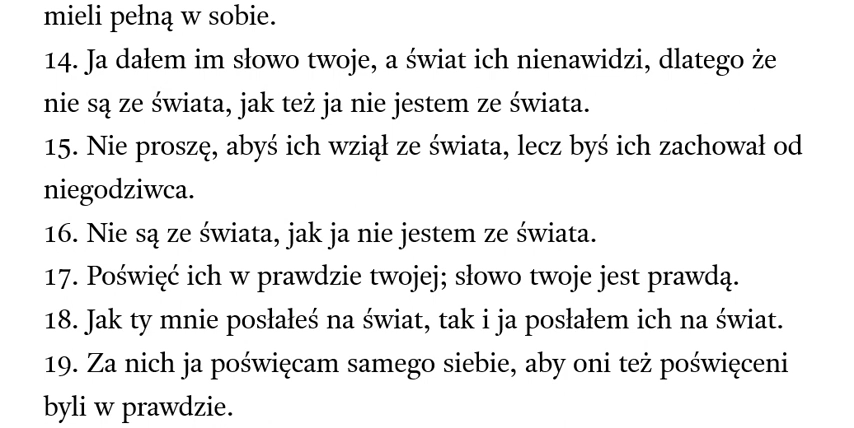 mieli pełną w sobie.
14. Ja dałem im słowo twoje, a świat ich nienawidzi, dlatego że
nie są ze świata, jak też ja nie jestem ze świata.
15. Nie proszę, abyś ich wziął ze świata, lecz byś ich zachował od
niegodziwca.
16. Nie są ze świata, jak ja nie jestem ze świata.
17. Poświęć ich w prawdzie twojej; słowo twoje jest prawdą.
18. Jak ty mnie posłałeś na świat, tak i ja posłałem ich na świat.
19. Za nich ja poświęcam samego siebie, aby oni też poświęceni
byli w prawdzie.